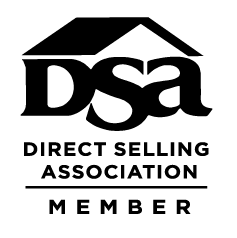 DSa
DIRECT SELLING
ASSOCIATION
MEMBER